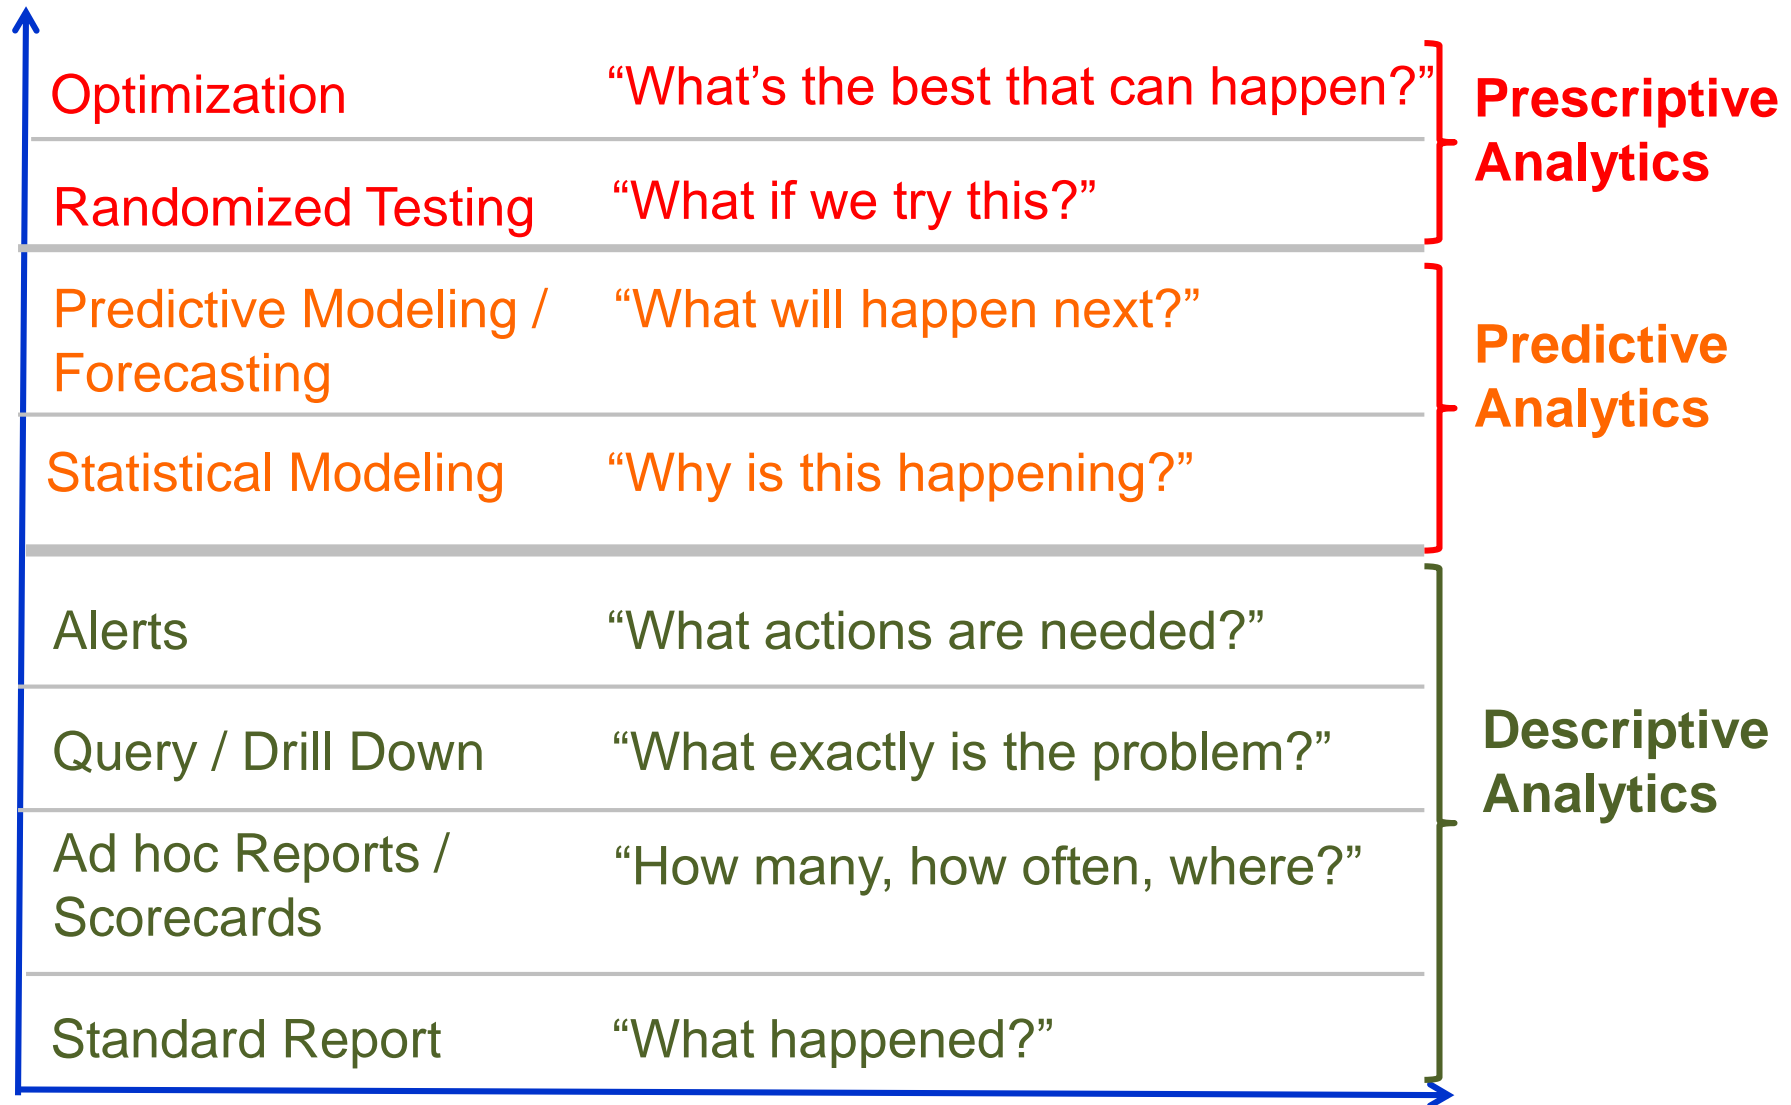 Optimization “What’s the best that can happen?”
Prescriptive
Analytics
Randomized Testing “What if we try this?”
Predictive Modeling / “What will happen next?”
Forecasting
Predictive
Analytics
Statistical Modeling “Why is this happening?”
Alerts “What actions are needed?”
Query / Drill Down “What exactly is the problem?”
Descriptive
Analytics
Ad hoc Reports / “How many, how often, where?”
Scorecards
Standard Report “What happened?”